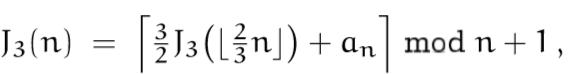 J₃(n) = ⌈3/2 J₃(⌊2/3 n⌋) + aₙ⌉ mod n + 1 ,